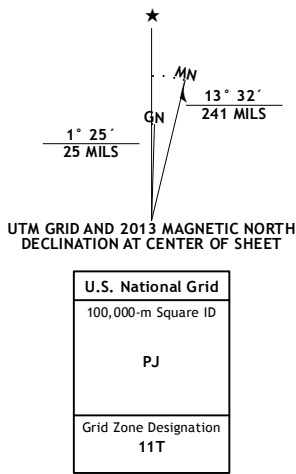 ★
MN
GN
13° 32´
241 MILS
1° 25´
25 MILS
UTM GRID AND 2013 MAGNETIC NORTH
DECLINATION AT CENTER OF SHEET
U.S. National Grid
100,000-m Square ID
PJ
Grid Zone Designation
11T